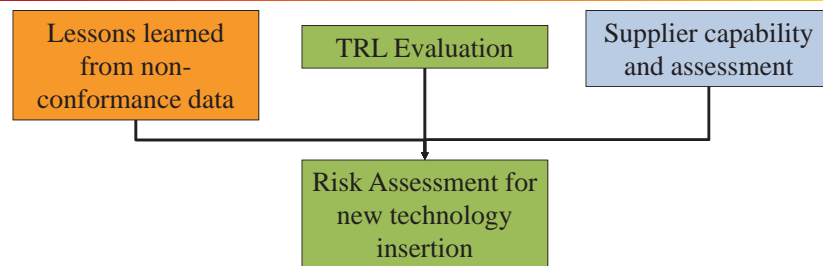 Lessons learned
from non-
conformance data
TRL Evaluation
Supplier capability
and assessment
Risk Assessment for
new technology
insertion